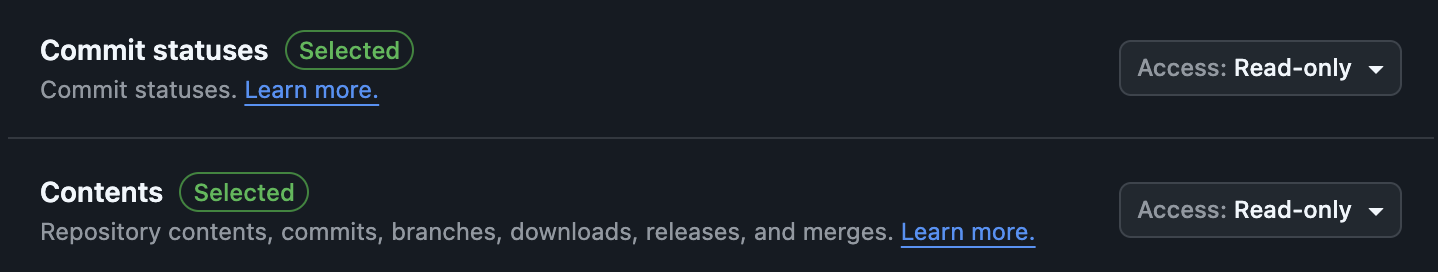 Commit statuses Selected
Commit statuses. Learn more.
Access: Read-only
Contents Selected
Repository contents, commits, branches, downloads, releases, and merges. Learn more.
Access: Read-only